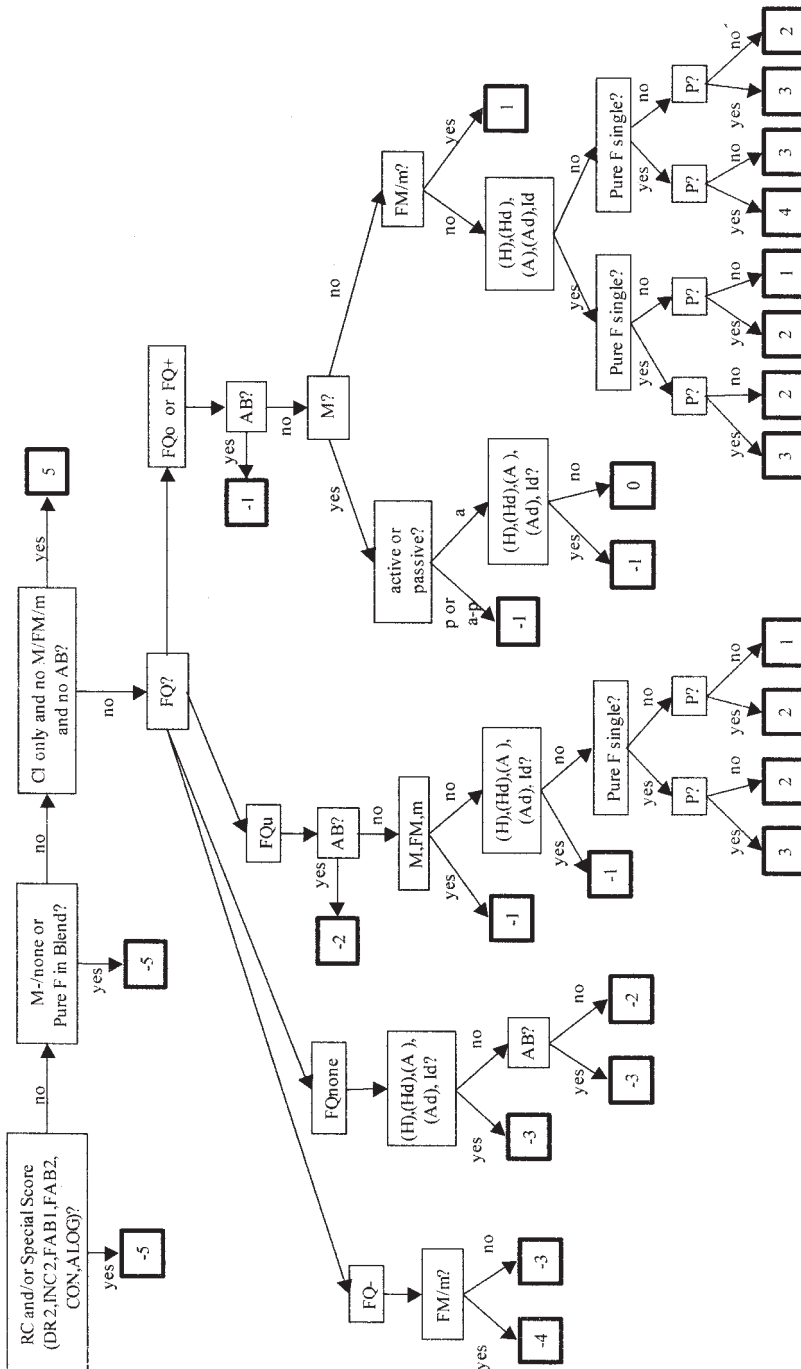 RC and/or Special Score
(DR2,INC2,FAB1,FAB2,
CON,ALOG)?
no
yes
-5
M-/none or
Pure F in Blend?
no
yes
-5
Cl only and no M/FM/m
and no AB?
yes
5
no
FQ?
FQ-
FM/m?
yes
no
-4
-3
FQnone
(H),(Hd),(A ),
(Ad), Id?
yes
no
-3
AB?
yes
no
-3
-2
FQu
AB?
yes
no
-2
M,FM,m
yes
no
-1
(H),(Hd),(A ),
(Ad), Id?
yes
no
-1
Pure F single?
yes
no
P?
P?
yes
no
yes
no
3
2
2
1
FQo or FQ+
AB?
yes
no
-1
M?
yes
no
active or
passive?
p or
a-p
a
-1
(H),(Hd),(A ),
(Ad), Id?
yes
no
-1
0
FM/m?
no
yes
1
(H),(Hd),
(A),(Ad),Id
yes
no
Pure F single?
Pure F single?
yes
no
yes
no
P?
P?
P?
P?
yes
no
yes
no
yes
no
yes
no
3
2
2
1
4
3
3
2